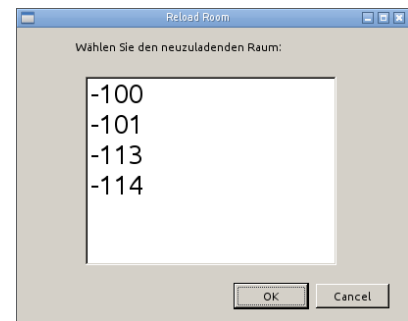 Reload Room
Wählen Sie den neuzuladenden Raum:
-100
-101
-113
-114
OK
Cancel